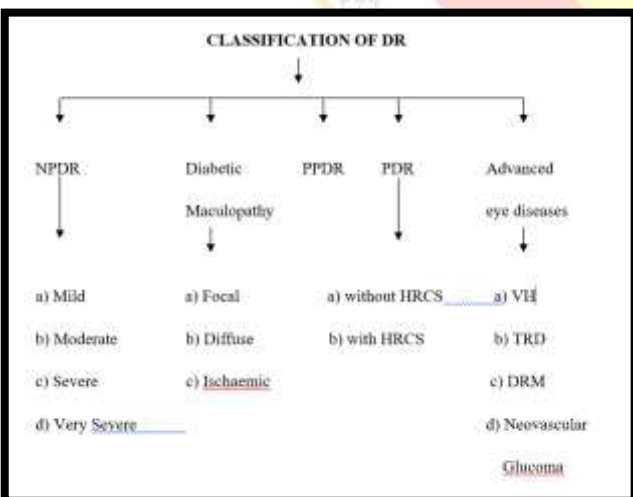 CLASSIFICATION OF DR
NPDR Diabetic PPDR PDR Advanced
Maculopathy eye diseases
a) Mild a) Focal a) without HRCS a) VH
b) Moderate b) Diffuse b) with HRCS b) TRD
c) Severe c) Ischaemic c) DRM
d) Very Severe d) Neovascular
Glucoma